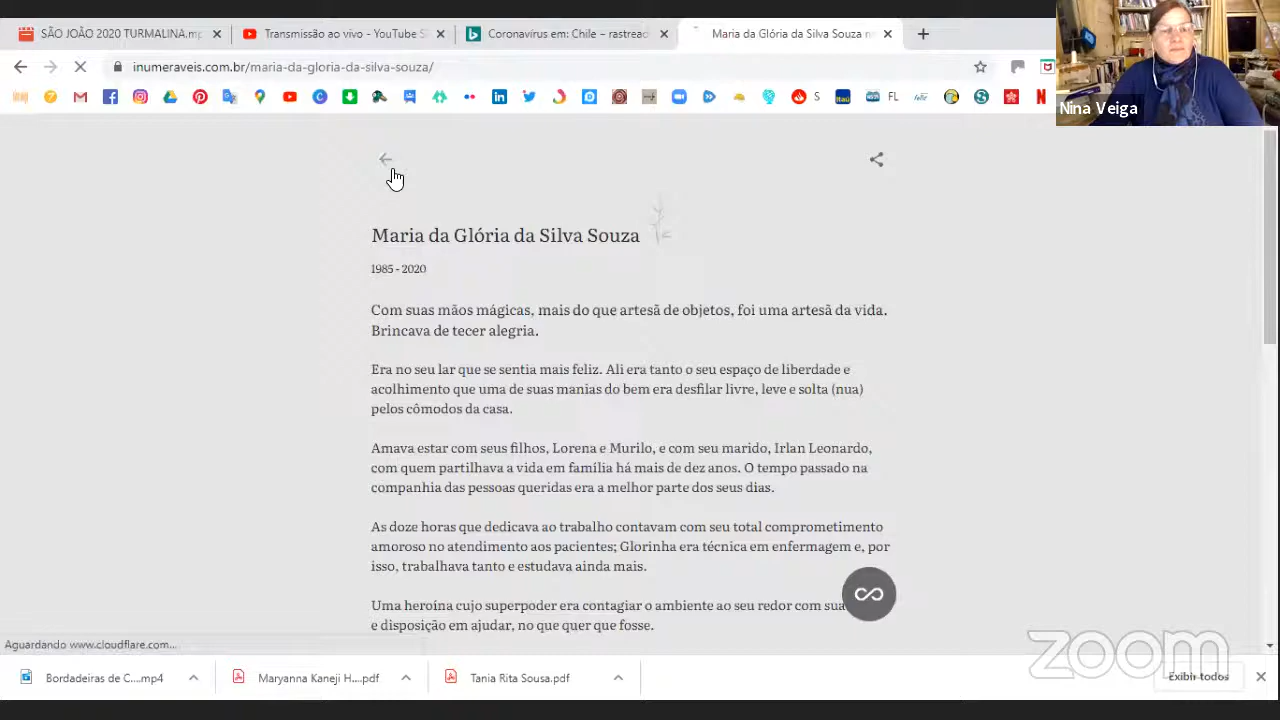 SÃO JOÃO 2020 TURMALINA.mp
Transmissão ao vivo - YouTube S
Coronavírus em: Chile – rastread
Maria da Glória da Silva Souza n
inumeraveis.com.br/maria-da-gloria-da-silva-souza/
S
Itaú
FL
Nina Veiga
Maria da Glória da Silva Souza
1985 - 2020
Com suas mãos mágicas, mais do que artesã de objetos, foi uma artesã da vida.
Brincava de tecer alegria.
Era no seu lar que se sentia mais feliz. Ali era tanto o seu espaço de liberdade e
acolhimento que uma de suas manias do bem era desfilar livre, leve e solta (nua)
pelos cômodos da casa.
Amava estar com seus filhos, Lorena e Murilo, e com seu marido, Irlan Leonardo,
com quem partilhava a vida em família há mais de dez anos. O tempo passado na
companhia das pessoas queridas era a melhor parte dos seus dias.
As doze horas que dedicava ao trabalho contavam com seu total comprometimento
amoroso no atendimento aos pacientes; Glorinha era técnica em enfermagem e, por
isso, trabalhava tanto e estudava ainda mais.
Uma heroína cujo superpoder era contagiar o ambiente ao seu redor com sua
e disposição em ajudar, no que quer que fosse.
Aguardando www.cloudflare.com...
zoom
Bordadeiras de C....mp4
Maryanna Kaneji H....pdf
Tania Rita Sousa.pdf
Exibir todos